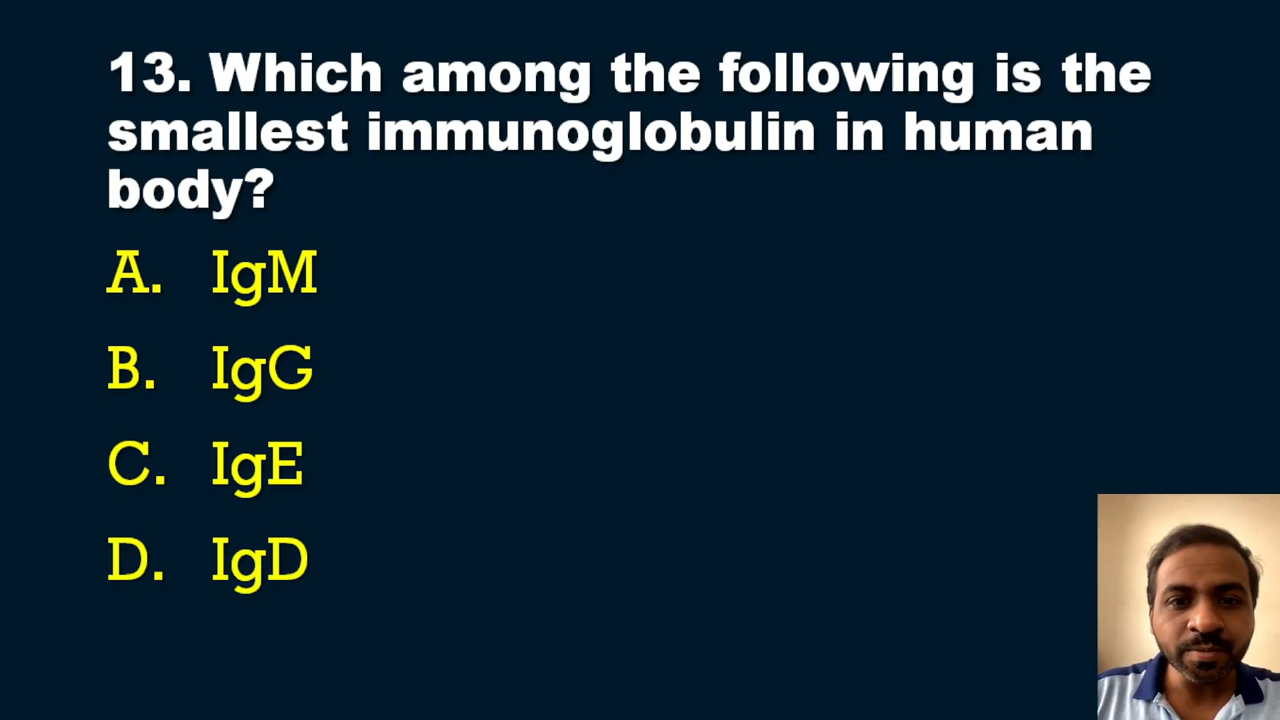 13. Which among the following is the
smallest immunoglobulin in human
body?
A. IgM
B. IgG
C. IgE
D. IgD